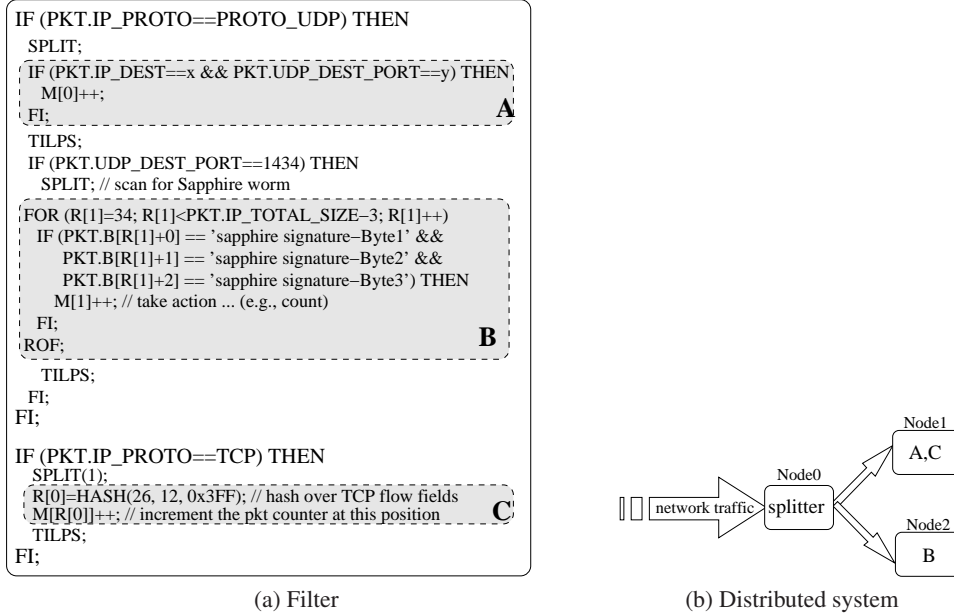 IF (PKT.IP_PROTO==PROTO_UDP) THEN
SPLIT;
IF (PKT.IP_DEST==x && PKT.UDP_DEST_PORT==y) THEN
M[0]++;
FI;
A
TILPS;
IF (PKT.UDP_DEST_PORT==1434) THEN
SPLIT; // scan for Sapphire worm
FOR (R[1]=34; R[1]<PKT.IP_TOTAL_SIZE−3; R[1]++)
IF (PKT.B[R[1]+0] == 'sapphire signature−Byte1' &&
PKT.B[R[1]+1] == 'sapphire signature−Byte2' &&
PKT.B[R[1]+2] == 'sapphire signature−Byte3') THEN
M[1]++; // take action ... (e.g., count)
FI;
ROF;
B
TILPS;
FI;
FI;
IF (PKT.IP_PROTO==TCP) THEN
SPLIT(1);
R[0]=HASH(26, 12, 0x3FF); // hash over TCP flow fields
M[R[0]]++; // increment the pkt counter at this position
C
TILPS;
FI;
(a) Filter
network traffic
Node0
splitter
Node1
A,C
Node2
B
(b) Distributed system